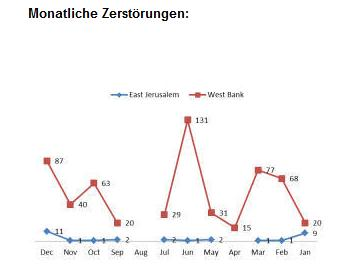 Monatliche Zerstörungen:
East Jerusalem West Bank
131
87
77
68
63
40
29 31
20 15 20
11 1 1 2 2 1 2 1 1 9
Dec Nov Oct Sep Aug Jul Jun May Apr Mar Feb Jan